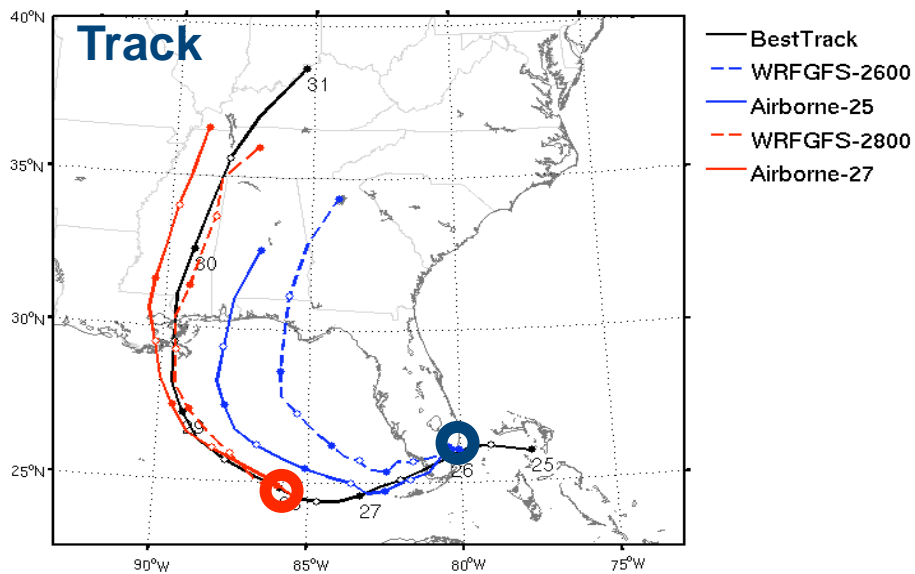 Track
BestTrack
WRFGFS-2600
Airborne-25
WRFGFS-2800
Airborne-27
40°N
35°N
30°N
25°N
90°W
85°W
80°W
75°W
31
30
29
27
26
25